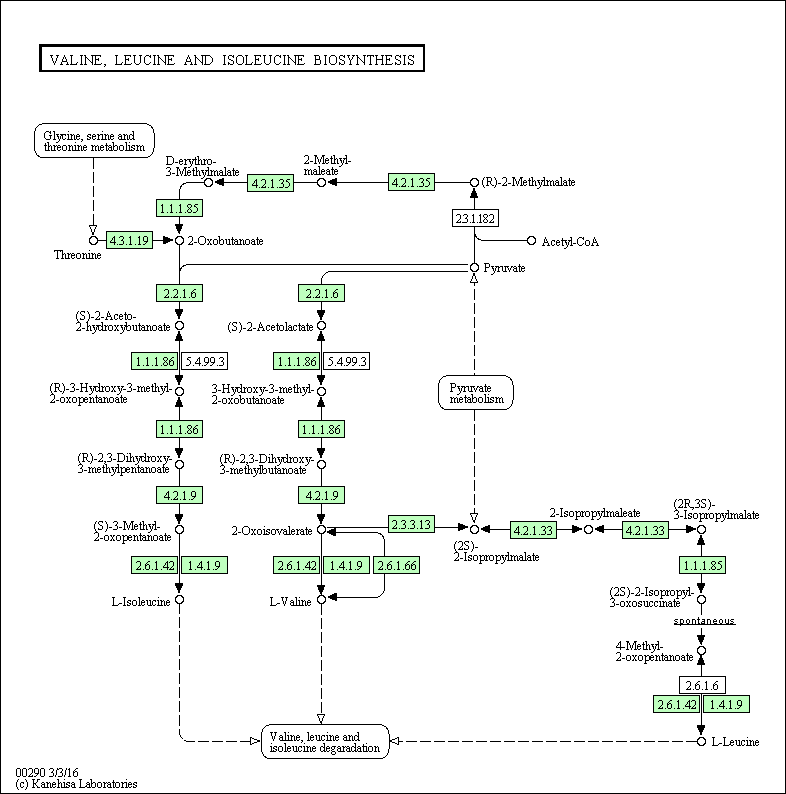 VALINE, LEUCINE AND ISOLEUCINE BIOSYNTHESIS
Glycine, serine and
threonine metabolism
D-erythro-
3-Methylmalate
2-Methyl-
maleate
4.2.1.35
4.2.1.35
(R)-2-Methylmalate
1.1.1.85
2.3.1.182
Threonine
4.3.1.19
2-Oxobutanoate
Acetyl-CoA
Pyruvate
2.2.1.6
2.2.1.6
(S)-2-Aceto-
2-hydroxybutanoate
(S)-2-Acetolactate
1.1.1.86
5.4.99.3
1.1.1.86
5.4.99.3
(R)-3-Hydroxy-3-methyl-
2-oxopentanoate
3-Hydroxy-3-methyl-
2-oxobutanoate
Pyruvate
metabolism
1.1.1.86
1.1.1.86
(R)-2,3-Dihydroxy-
3-methylpentanoate
(R)-2,3-Dihydroxy-
3-methylbutanoate
4.2.1.9
4.2.1.9
(S)-3-Methyl-
2-oxopentanoate
2-Oxoisovalerate
2.3.3.13
(2S)-
2-Isopropylmalate
4.2.1.33
2-Isopropylmaleate
4.2.1.33
(2R,3S)-
3-Isopropylmalate
2.6.1.42
1.4.1.9
2.6.1.42
1.4.1.9
2.6.1.66
1.1.1.85
L-Isoleucine
L-Valine
(2S)-2-Isopropyl-
3-oxosuccinate
spontaneous
4-Methyl-
2-oxopentanoate
2.6.1.6
2.6.1.42
1.4.1.9
Valine, leucine and
isoleucine degaradation
L-Leucine
00290 3/3/16
(c) Kanehisa Laboratories